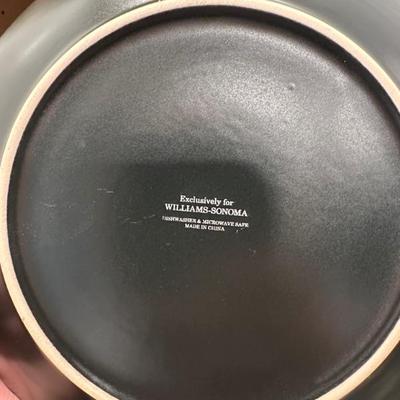 Exclusively for
WILLIAMS-SONOMA
DISHWASHER & MICROWAVE SAFE
MADE IN CHINA